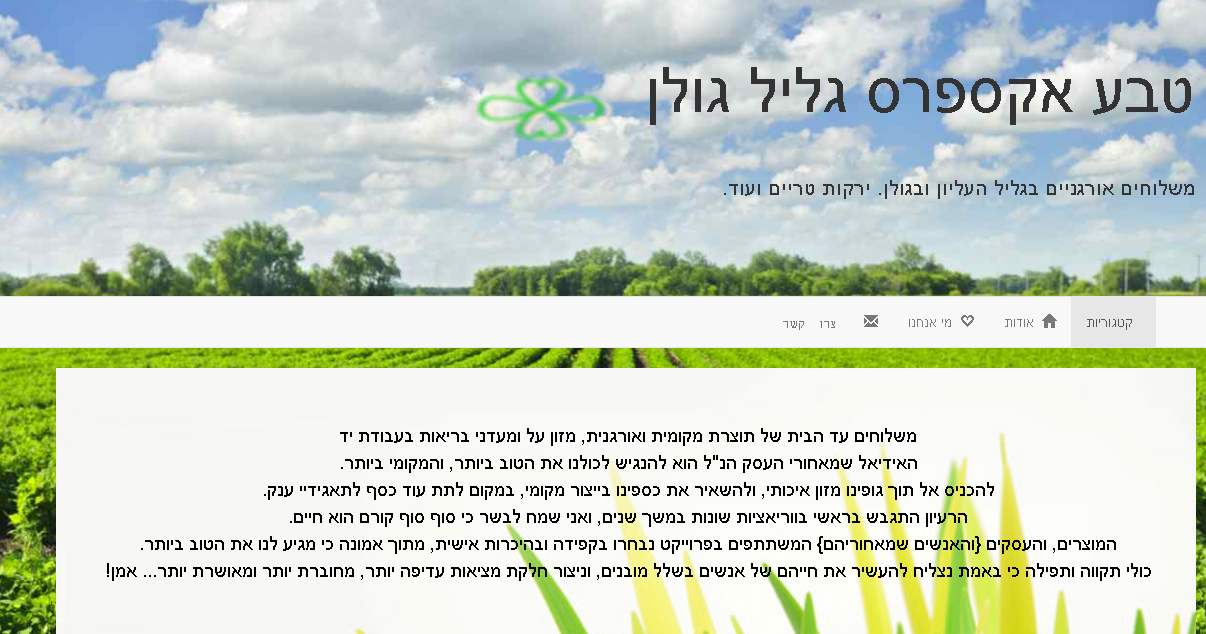 טבע אקספרס גליל גולן
משלוחים אורגניים בגליל העליון ובגולן. ירקות טריים ועוד.
קטגוריות אודות מי אנחנו צרו קשר
משלוחים עד הבית של תוצרת מקומית ואורגנית, מזון על ומעדני בריאות בעבודת יד
האידיאל שמאחורי העסק הנ"ל הוא להנגיש לכולנו את הטוב ביותר, והמקומי ביותר.
להכניס אל תוך גופינו מזון איכותי, ולהשאיר את כספינו בייצור מקומי, במקום לתת עוד כסף לתאגידיי ענק.
הרעיון התגבש בראשי בווריאציות שונות במשך שנים, ואני שמח לבשר כי סוף סוף קורם הוא חיים.
המוצרים, והעסקים {והאנשים שמאחוריהם} המשתתפים בפרוייקט נבחרו בקפידה ובהיכרות אישית, מתוך אמונה כי מגיע לנו את הטוב ביותר.
כולי תקווה ותפילה כי באמת נצליח להעשיר את חייהם של אנשים בשלל מובנים, וניצור חלקת מציאות עדיפה יותר, מחוברת יותר ומאושרת יותר... אמן!